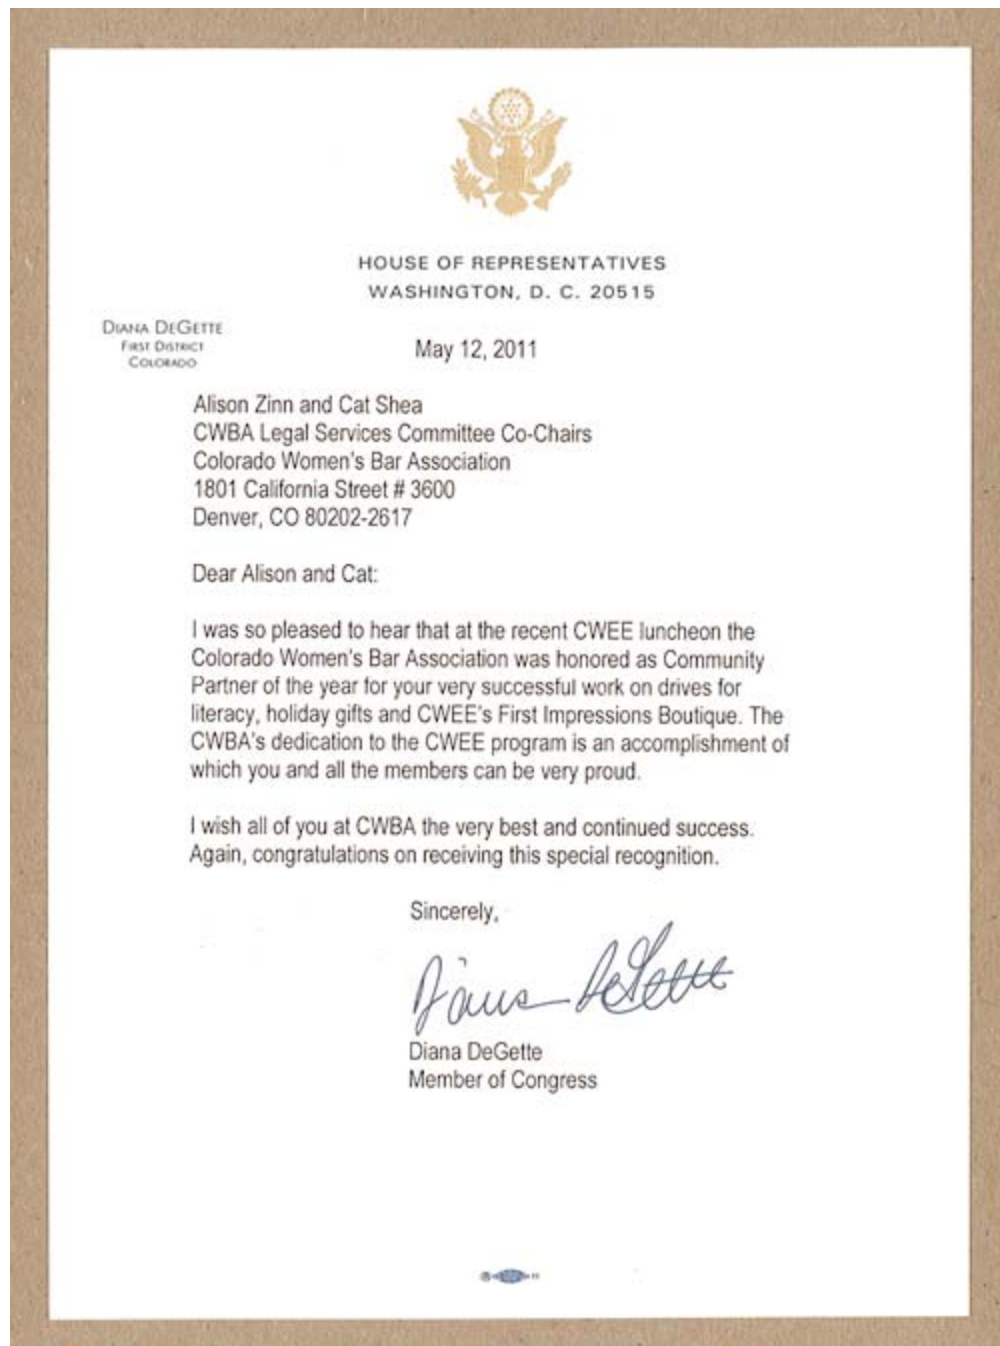 HOUSE OF REPRESENTATIVES
WASHINGTON, D. C. 20515
DIANA DEGETTE
FIRST DISTRICT
COLORADO
May 12, 2011
Alison Zinn and Cat Shea
CWBA Legal Services Committee Co-Chairs
Colorado Women's Bar Association
1801 California Street # 3600
Denver, CO 80202-2617
Dear Alison and Cat:
I was so pleased to hear that at the recent CWEE luncheon the
Colorado Women's Bar Association was honored as Community
Partner of the year for your very successful work on drives for
literacy, holiday gifts and CWEE's First Impressions Boutique. The
CWBA's dedication to the CWEE program is an accomplishment of
which you and all the members can be very proud.
I wish all of you at CWBA the very best and continued success.
Again, congratulations on receiving this special recognition.
Sincerely,
Diana DeGette
Diana DeGette
Member of Congress